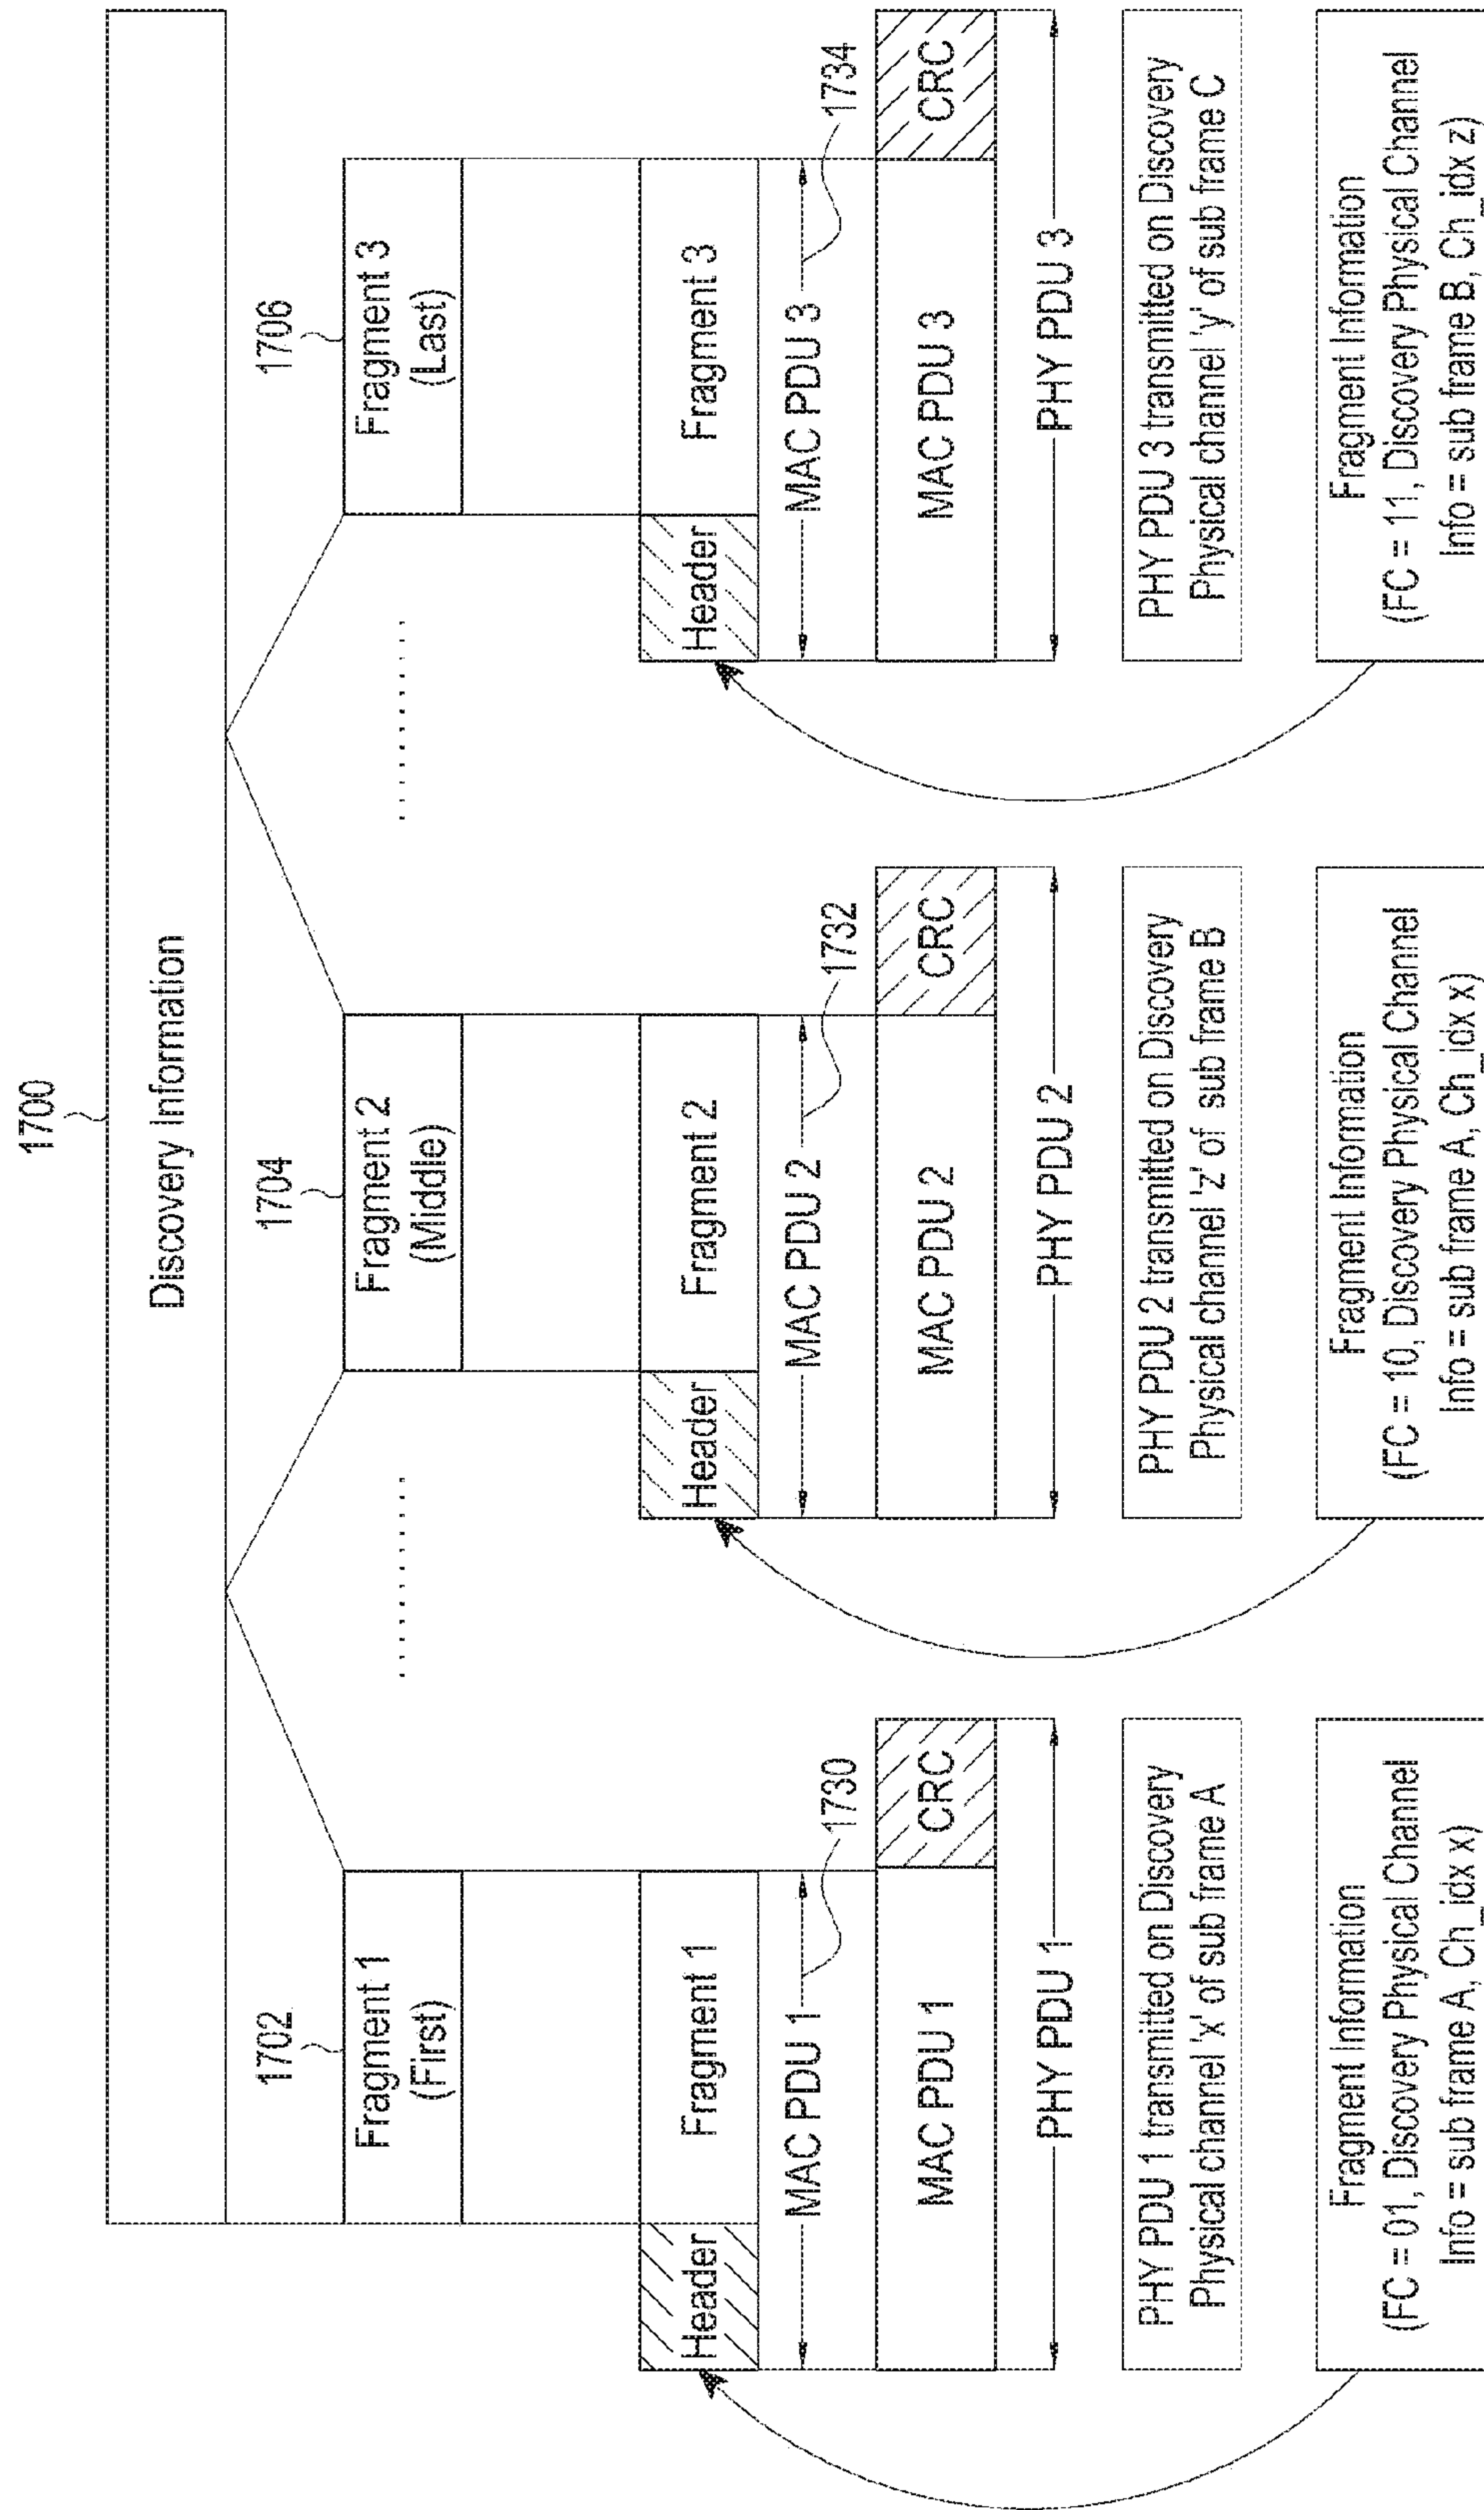 1700
Discovery Information
1702
1704
1706
Fragment 1
(First)
Fragment 2
(Middle)
Fragment 3
(Last)
..........
..........
Header
Fragment 1
Header
Fragment 2
Header
Fragment 3
MAC PDU 1
1730
MAC PDU 2
1732
MAC PDU 3
1734
MAC PDU 1
CRC
MAC PDU 2
CRC
MAC PDU 3
CRC
PHY PDU 1
PHY PDU 2
PHY PDU 3
PHY PDU 1 transmitted on Discovery
Physical channel 'x' of sub frame A
PHY PDU 2 transmitted on Discovery
Physical channel 'z' of sub frame B
PHY PDU 3 transmitted on Discovery
Physical channel 'y' of sub frame C
Fragment Information
(FC = 01, Discovery Physical Channel
Info = sub frame A, Ch_idx x)
Fragment Information
(FC = 10, Discovery Physical Channel
Info = sub frame A, Ch_idx x)
Fragment Information
(FC = 11, Discovery Physical Channel
Info = sub frame B, Ch_idx z)